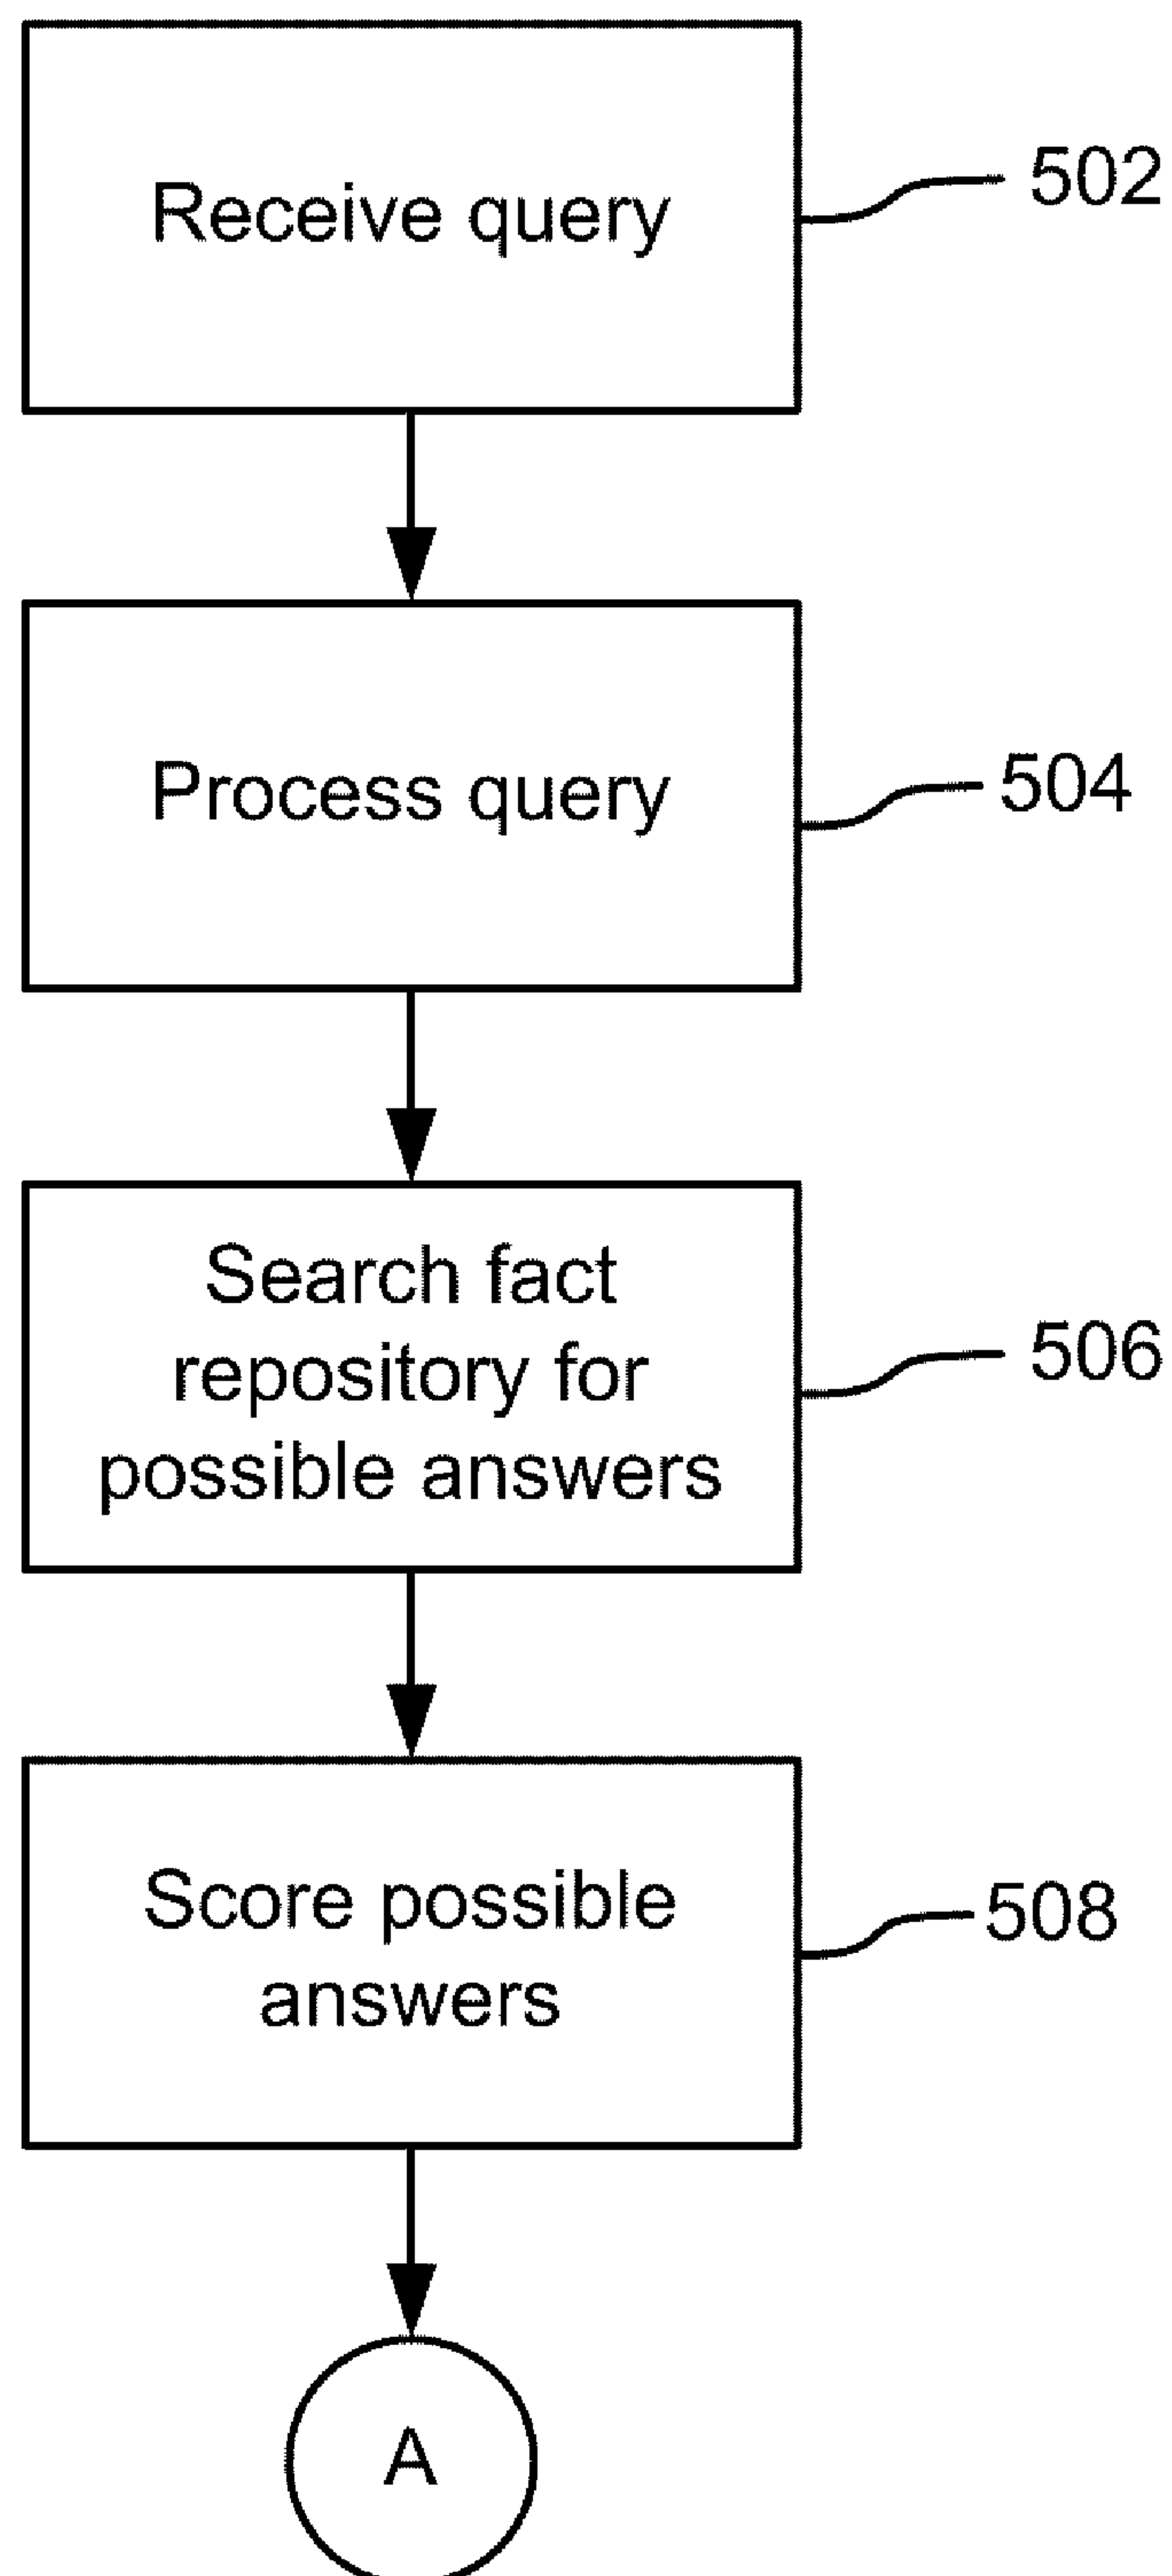 Receive query
502
Process query
504
Search fact
repository for
possible answers
506
Score possible
answers
508
A